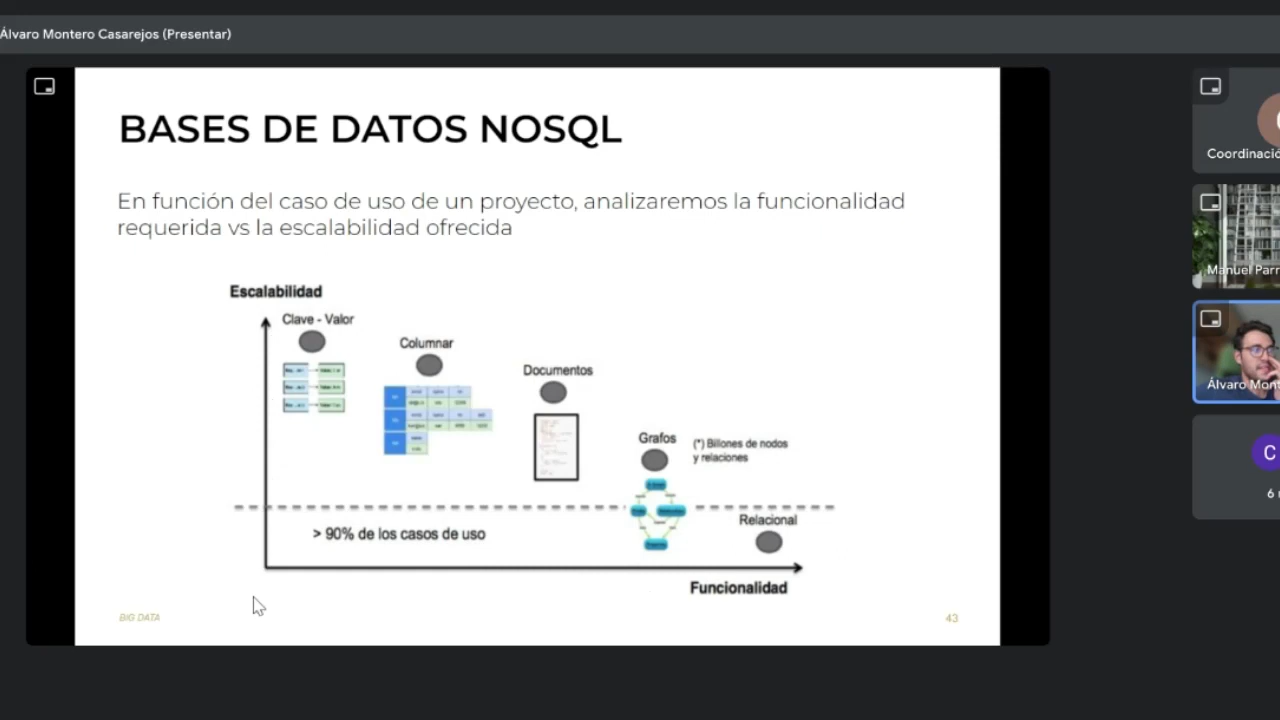 Álvaro Montero Casarejos (Presentar)
BASES DE DATOS NOSQL
En función del caso de uso de un proyecto, analizaremos la funcionalidad
requerida vs la escalabilidad ofrecida
Escalabilidad
Clave - Valor
Columnar
Documentos
Grafos
(*) Billones de nodos
y relaciones
Relacional
> 90% de los casos de uso
Funcionalidad
BIG DATA
43
Coordinació
Manuel Parr
Álvaro Mont
C
6